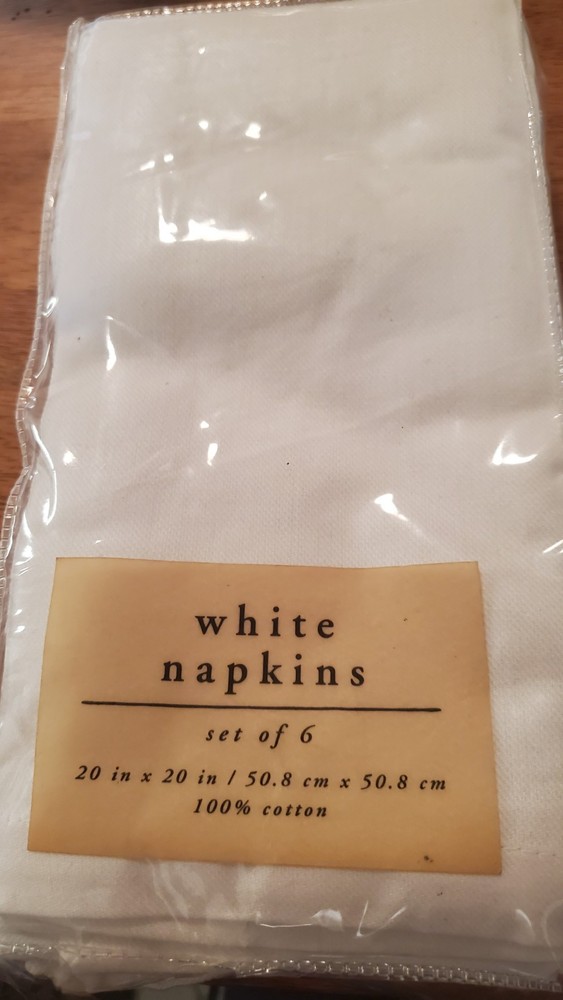 white
napkins
set of 6
20 in x 20 in / 50.8 cm x 50.8 cm
100% cotton